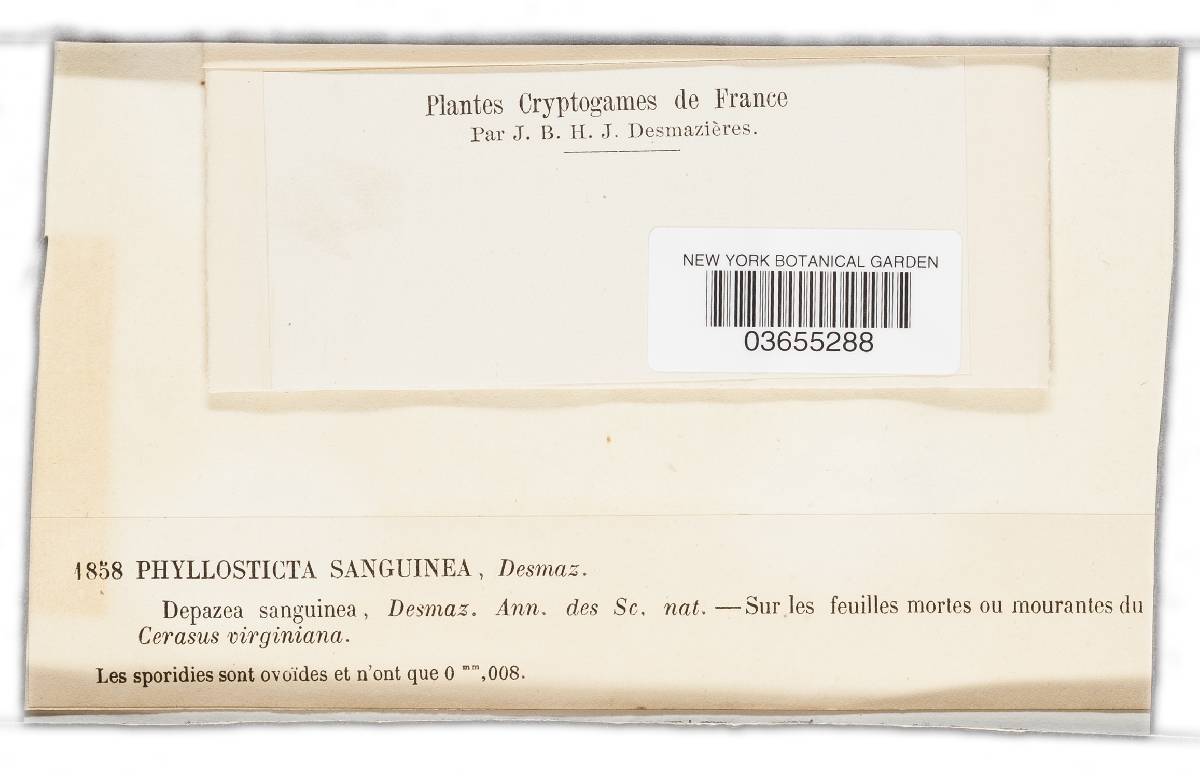 Plantes Cryptogames de France
Par J. B. H. J. Desmazières.
NEW YORK BOTANICAL GARDEN
03655288
1858 PHYLLOSTICTA SANGUINEA, Desmaz.
Depazea sanguinea, Desmaz. Ann. des Sc. nat. — Sur les feuilles mortes ou mourantes du
Cerasus virginiana.
Les sporidies sont ovoïdes et n'ont que 0 mm,008.